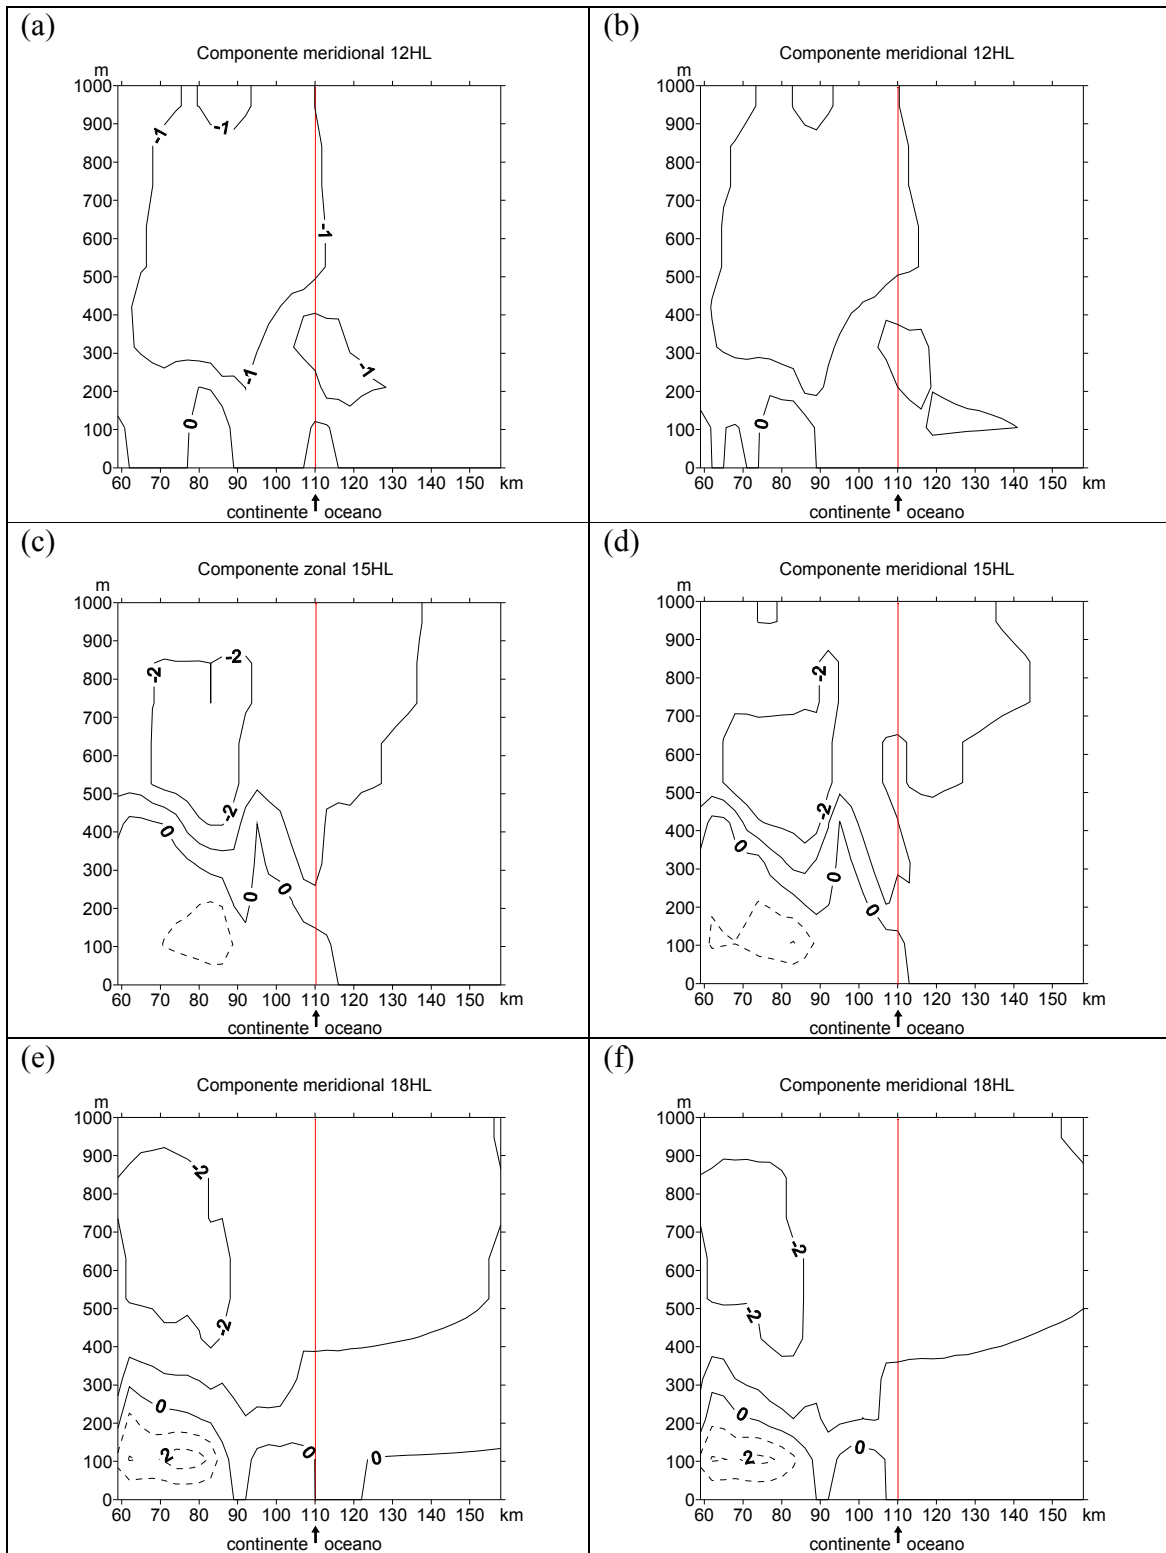 (a) (b)
Componente meridional 12HL Componente meridional 12HL
m m
1000 1000
900 -1 -1 900
800 800
700 700
600 -1 600
500 500
400 400
300 300
200 -1 -1 200
100 0 100 0
0 0
60 70 80 90 100 110 120 130 140 150 km 60 70 80 90 100 110 120 130 140 150 km
continente oceano continente oceano
(c) (d)
Componente zonal 15HL Componente meridional 15HL
m m
1000 1000
900 900
800 -2 -2 800 -2
700 700
600 600
500 500
400 0 -2 400 -2
300 300 0 0
200 0 0 200 0
100 100
0 0
60 70 80 90 100 110 120 130 140 150 km 60 70 80 90 100 110 120 130 140 150 km
continente oceano continente oceano
(e) (f)
Componente meridional 18HL Componente meridional 18HL
m m
1000 1000
900 900
800 -2 800
700 700 -2
600 600
500 -2 500 -2
400 400
300 0 300
200 200 0
100 2 0 0 100 2 0
0 0
60 70 80 90 100 110 120 130 140 150 km 60 70 80 90 100 110 120 130 140 150 km
continente oceano continente oceano